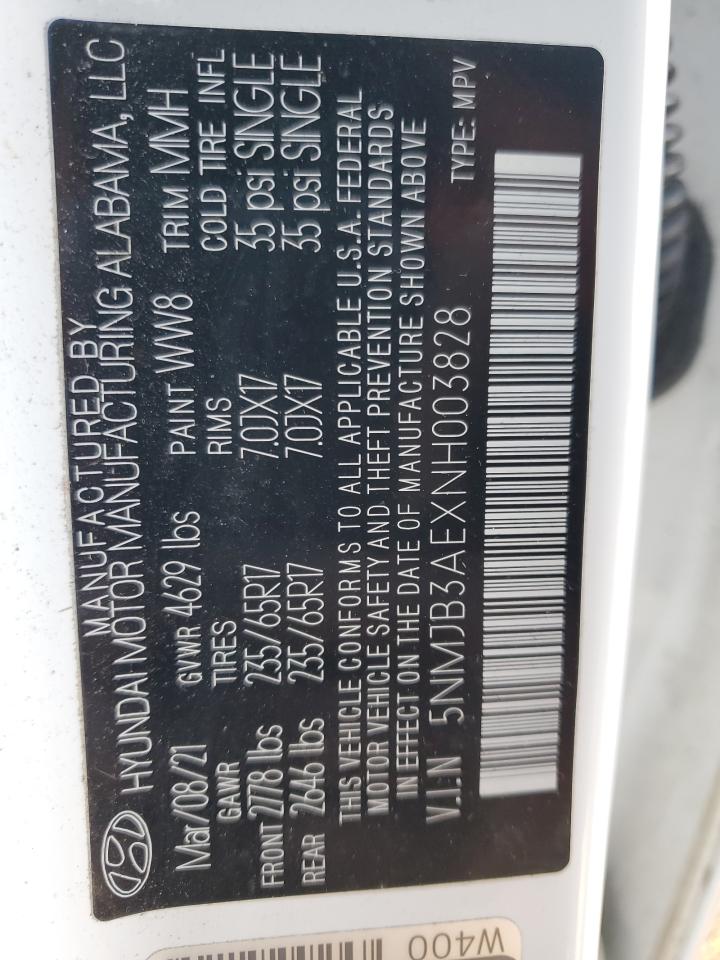 MANUFACTURED BY
HYUNDAI MOTOR MANUFACTURING ALABAMA, LLC
Mar/08/21 GVWR 4629 lbs PAINT WW8 TRIM MMH
GAWR TIRES RIMS COLD TIRE INFL
FRONT 2778 lbs 235/65R17 7.0JX17 35 psi SINGLE
REAR 2646 lbs 235/65R17 7.0JX17 35 psi SINGLE
THIS VEHICLE CONFORMS TO ALL APPLICABLE U.S.A. FEDERAL
MOTOR VEHICLE SAFETY AND THEFT PREVENTION STANDARDS
IN EFFECT ON THE DATE OF MANUFACTURE SHOWN ABOVE
V.I.N 5NMJB3AEXNH003828 TYPE: MPV
W400